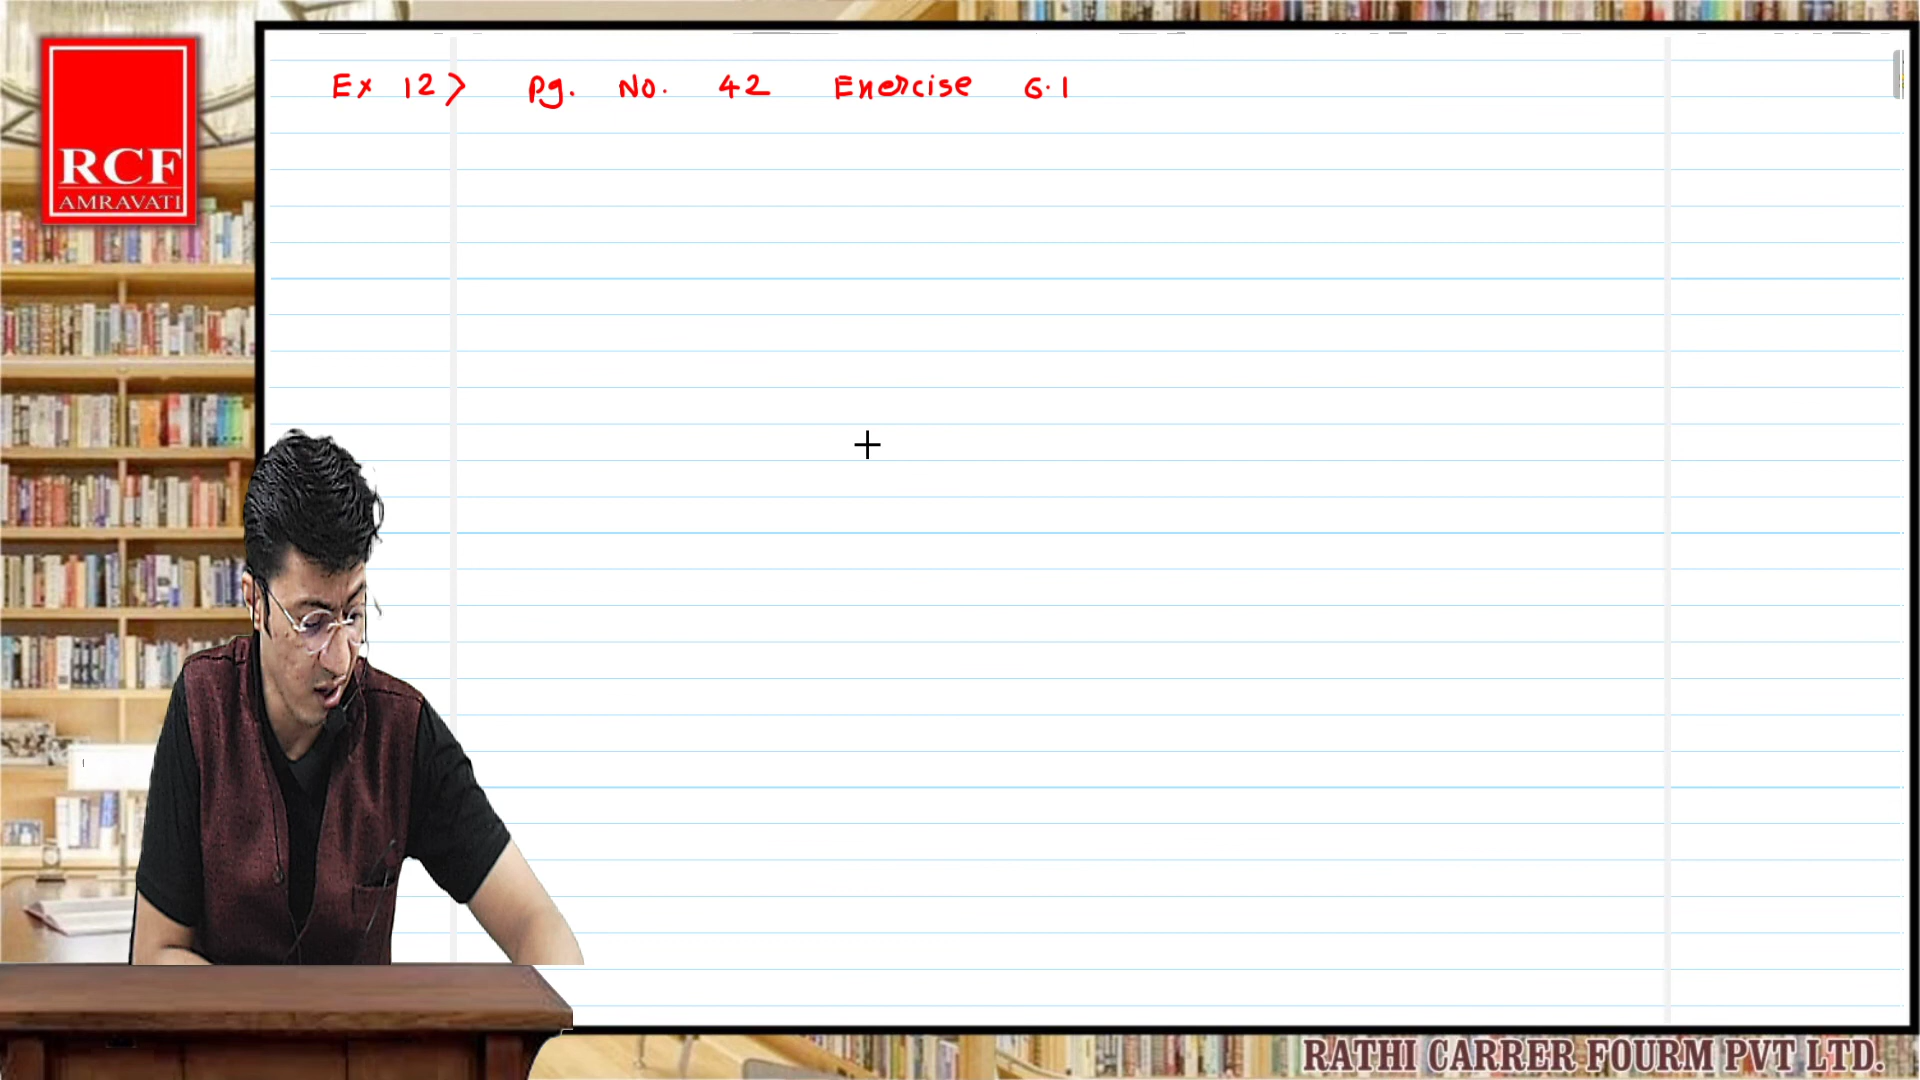 RCF
AMRAVATI
Ex 12> Pg. No. 42 Exercise 6.1
RATHI CARRER FOURM PVT LTD.